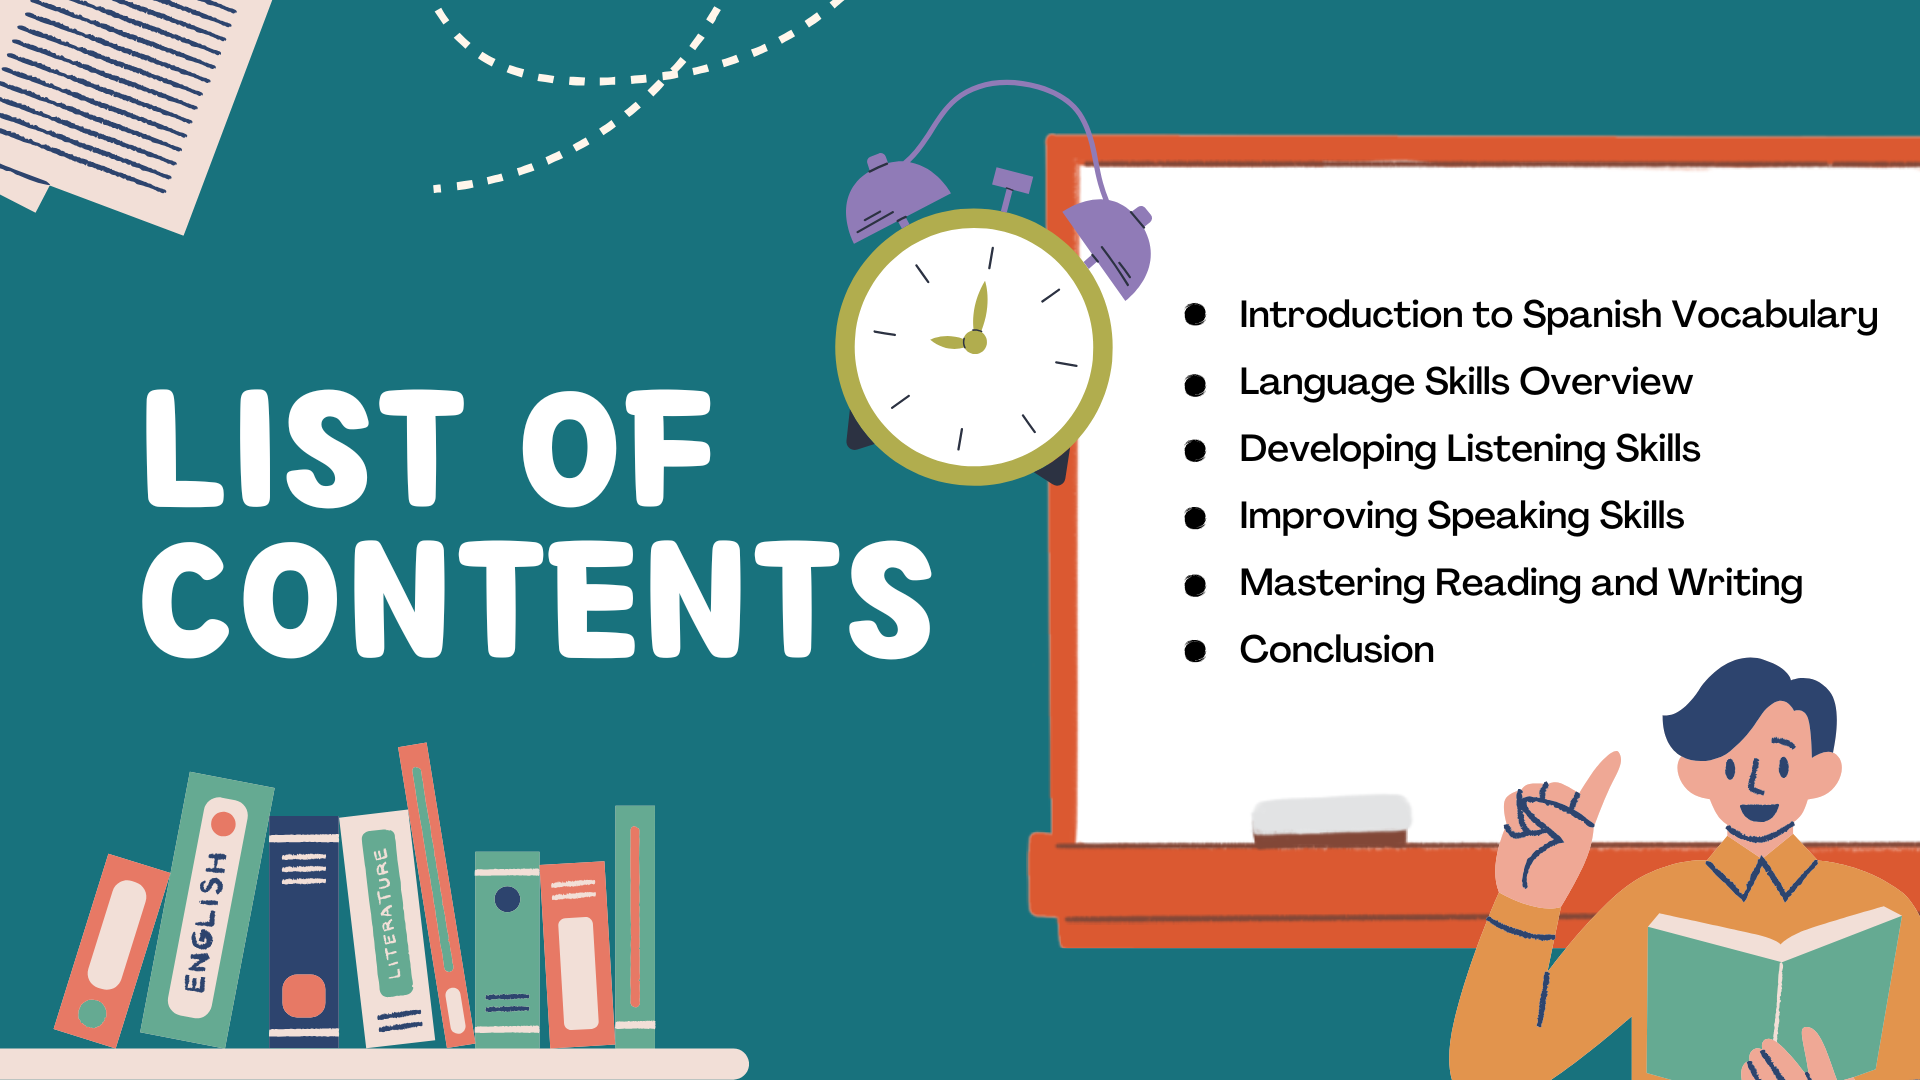 LIST OF
CONTENTS
Introduction to Spanish Vocabulary
Language Skills Overview
Developing Listening Skills
Improving Speaking Skills
Mastering Reading and Writing
Conclusion
ENGLISH
LITERATURE